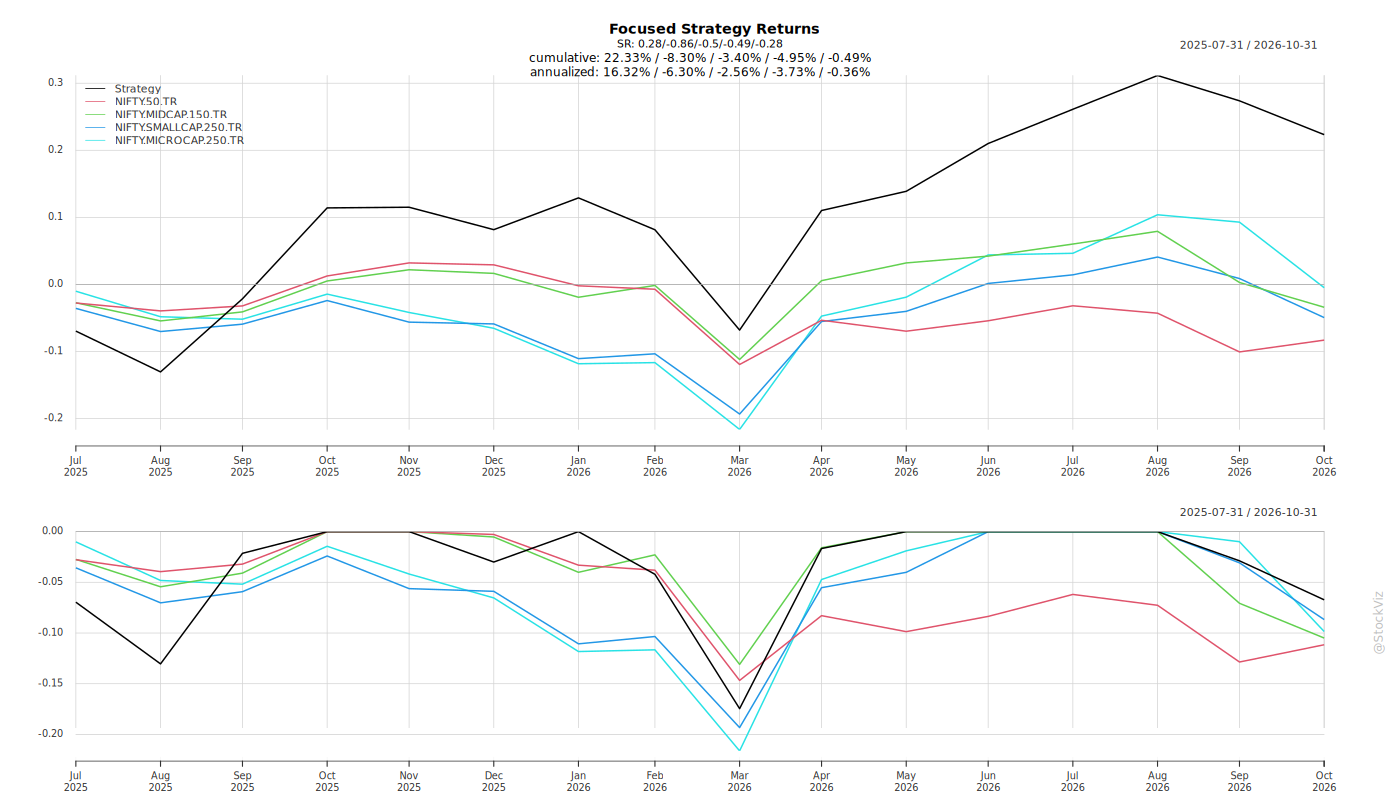 Focused Strategy Returns
SR: 0.28/-0.86/-0.5/-0.49/-0.28
cumulative: 22.33% / -8.30% / -3.40% / -4.95% / -0.49%
annualized: 16.32% / -6.30% / -2.56% / -3.73% / -0.36%
2025-07-31 / 2026-10-31
Strategy
NIFTY.50.TR
NIFTY.MIDCAP.150.TR
NIFTY.SMALLCAP.250.TR
NIFTY.MICROCAP.250.TR
0.3
0.2
0.1
0.0
-0.1
-0.2
Jul Aug Sep Oct Nov Dec Jan Feb Mar Apr May Jun Jul Aug Sep Oct
2025 2025 2025 2025 2025 2025 2026 2026 2026 2026 2026 2026 2026 2026 2026 2026
2025-07-31 / 2026-10-31
0.00
-0.05
-0.10
-0.15
-0.20
Jul Aug Sep Oct Nov Dec Jan Feb Mar Apr May Jun Jul Aug Sep Oct
2025 2025 2025 2025 2025 2025 2026 2026 2026 2026 2026 2026 2026 2026 2026 2026
@StockViz